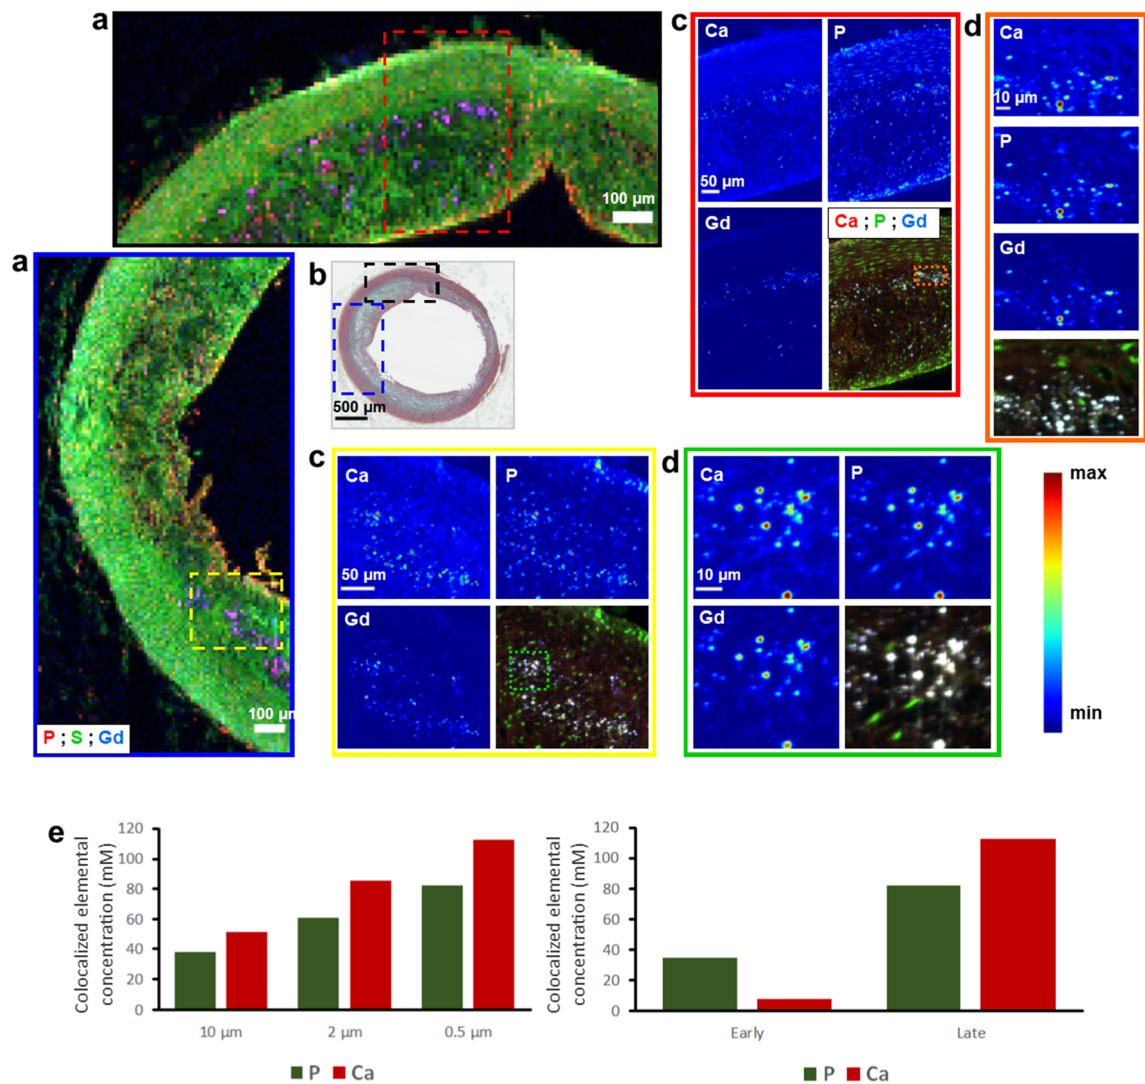 a
100 µm
a
P ; S ; Gd
100 µm
b
500 µm
c
Ca
P
50 µm
Gd
Ca ; P ; Gd
d
Ca
10 µm
P
Gd
c
Ca
P
50 µm
Gd
d
Ca
P
10 µm
Gd
max
min
e
Colocalized elemental
concentration (mM)
120
100
80
60
40
20
0
10 µm
2 µm
0.5 µm
P
Ca
Colocalized elemental
concentration (mM)
120
100
80
60
40
20
0
Early
Late
P
Ca